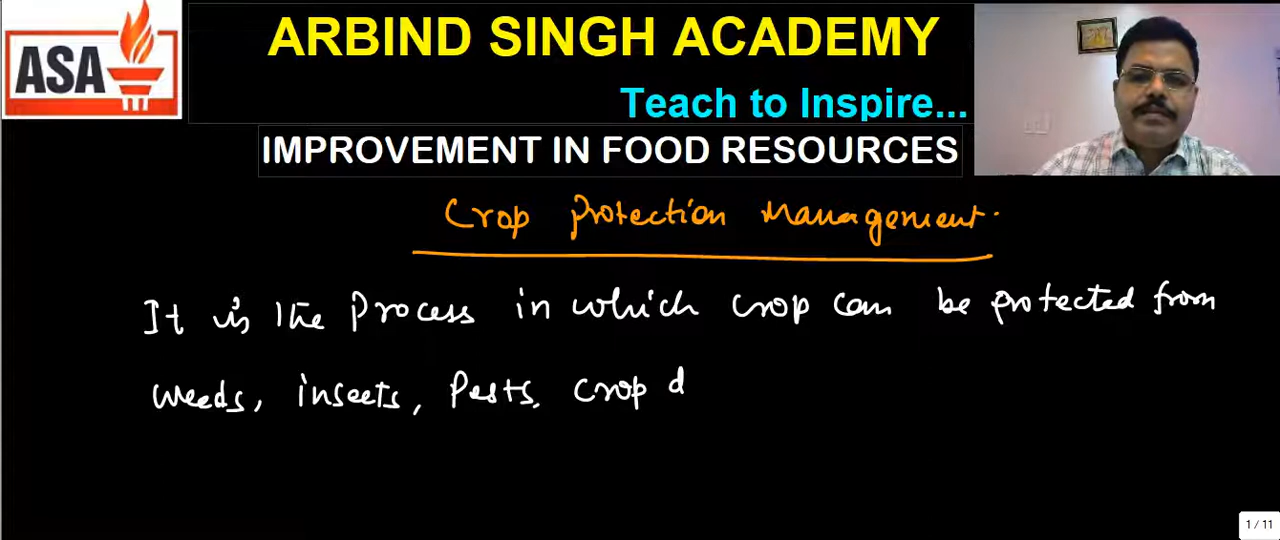 ASA
ARBIND SINGH ACADEMY
Teach to Inspire...
IMPROVEMENT IN FOOD RESOURCES
Crop Protection Management.
It is the Process in which crop can be protected from
weeds, insects, Pests, crop d
1 / 11